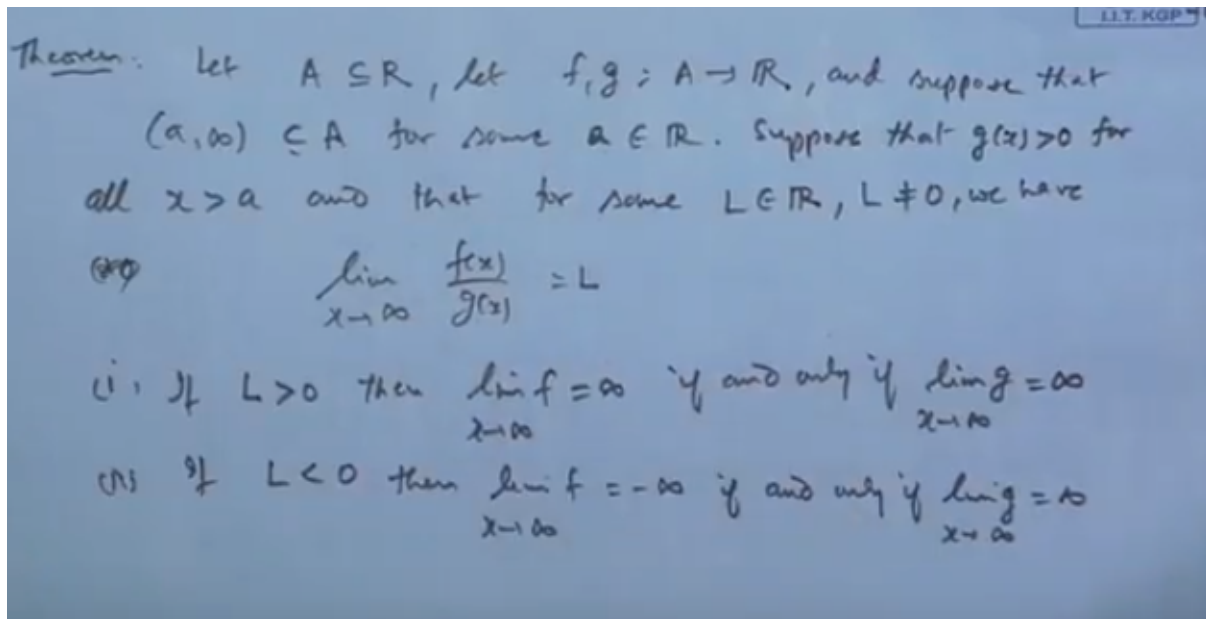 I.I.T. KGP
Theorem. Let A ⊆ R, let f, g : A → R, and suppose that
(a, ∞) ⊆ A for some a ∈ R. Suppose that g(x) > 0 for
all x > a and that for some L ∈ R, L ≠ 0, we have
lim x→∞ f(x)/g(x) = L
(i) If L > 0 then lim x→∞ f = ∞ if and only if lim x→∞ g = ∞
(ii) If L < 0 then lim x→∞ f = -∞ if and only if lim x→∞ g = ∞